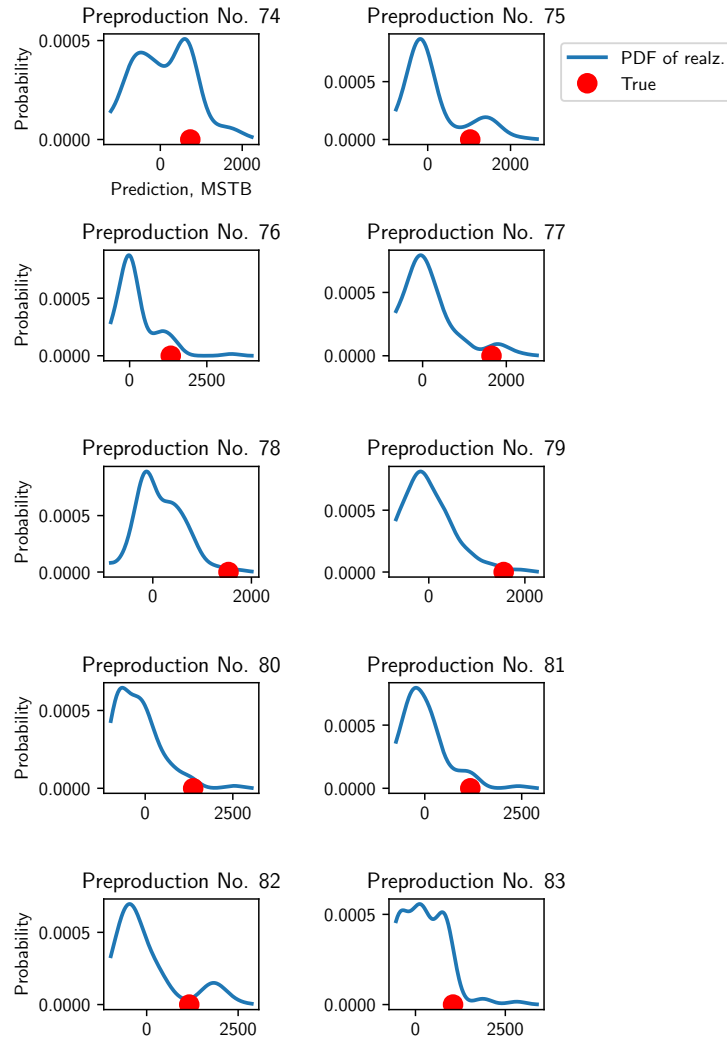 Preproduction No. 74
Preproduction No. 75
Probability
0.0005
0.0000
0
2000
Prediction, MSTB
0.0005
0.0000
0
2000
PDF of realz.
True
Preproduction No. 76
Preproduction No. 77
Probability
0.0005
0.0000
0
2500
0.0005
0.0000
0
2000
Preproduction No. 78
Preproduction No. 79
Probability
0.0005
0.0000
0
2000
0.0005
0.0000
0
2000
Preproduction No. 80
Preproduction No. 81
Probability
0.0005
0.0000
0
2500
0.0005
0.0000
0
2500
Preproduction No. 82
Preproduction No. 83
Probability
0.0005
0.0000
0
2500
0.0005
0.0000
0
2500